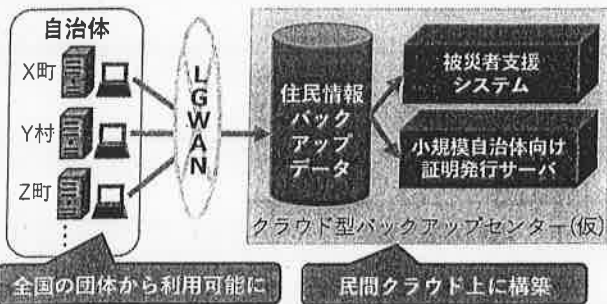 自治体
X町
Y村
Z町
LGWAN
住民情報
バック
アップ
データ
被災者支援
システム
小規模自治体向け
証明発行サーバ
クラウド型バックアップセンター(仮)
全国の団体から利用可能に
民間クラウド上に構築